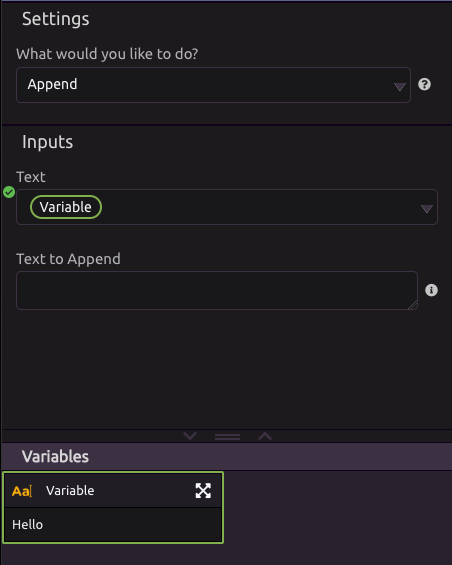 Settings
What would you like to do?
Append
Inputs
Text
Variable
Text to Append
Variables
Aa Variable
Hello